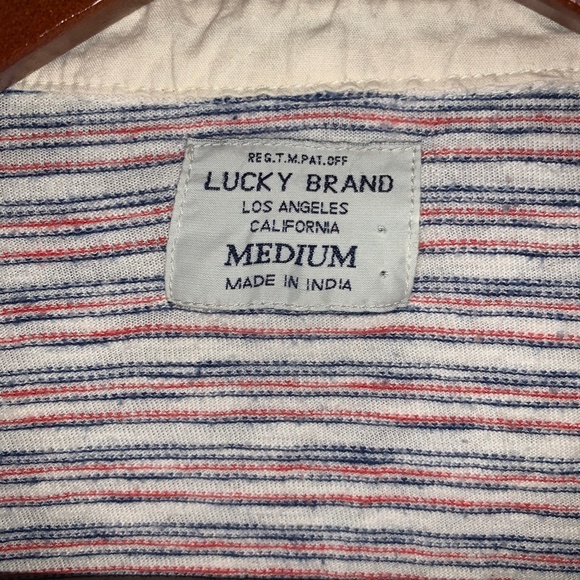 REG.T.M.PAT.OFF
LUCKY BRAND
LOS ANGELES
CALIFORNIA
MEDIUM
MADE IN INDIA